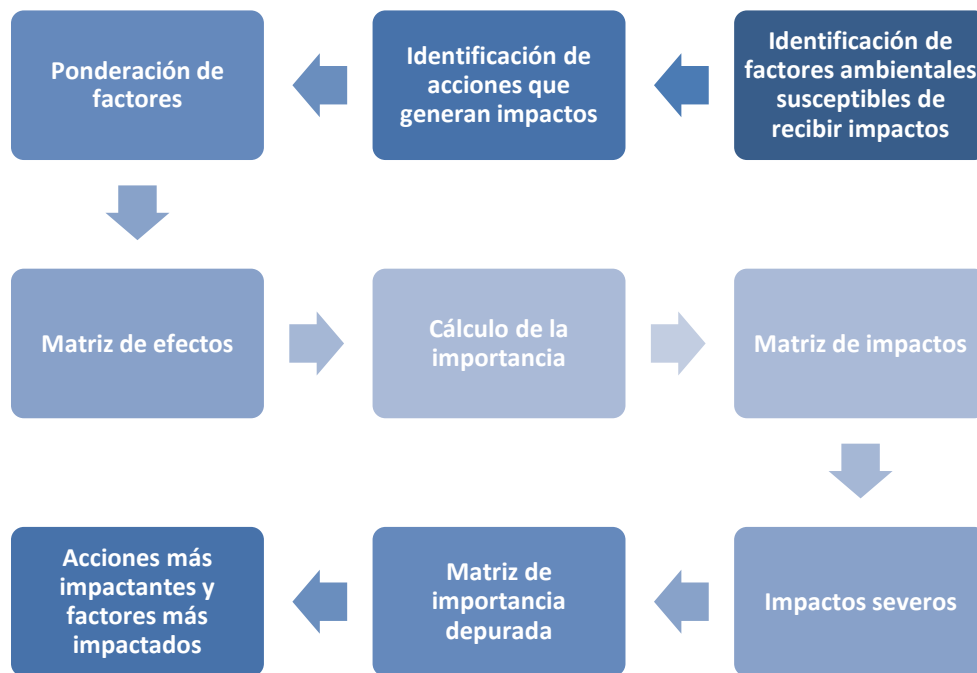 Ponderación de
factores
Identificación de
acciones que
generan impactos
Identificación de
factores ambientales
susceptibles de
recibir impactos
Matriz de efectos
Cálculo de la
importancia
Matriz de impactos
Acciones más
impactantes y
factores más
impactados
Matriz de
importancia
depurada
Impactos severos